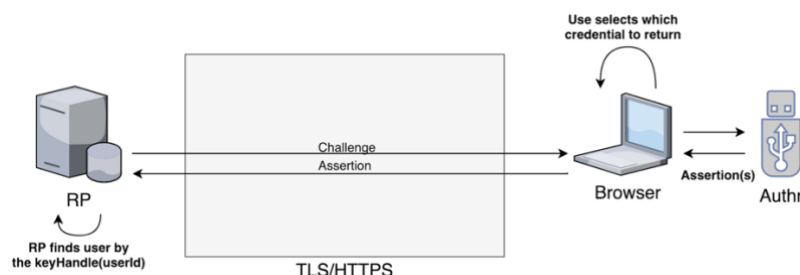 Use selects which
credential to return
Challenge
Assertion
RP
Browser
Assertion(s)
Authr
RP finds user by
the keyHandle(userId)
TLS/HTTPS